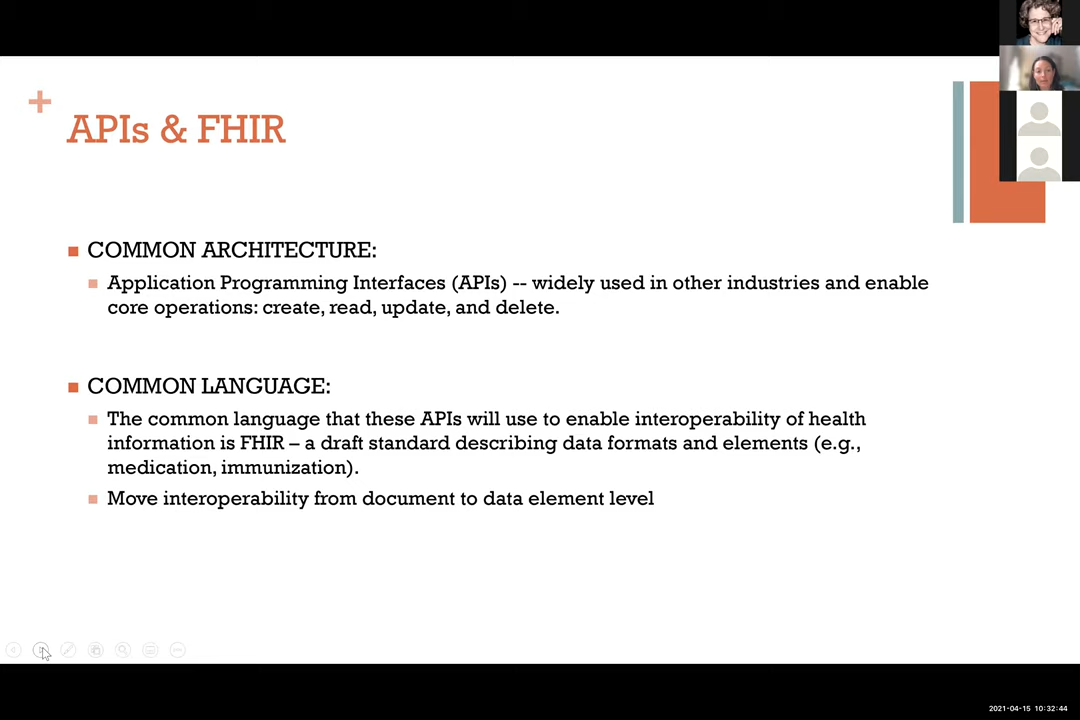 APIs & FHIR
COMMON ARCHITECTURE:
Application Programming Interfaces (APIs) -- widely used in other industries and enable
core operations: create, read, update, and delete.
COMMON LANGUAGE:
The common language that these APIs will use to enable interoperability of health
information is FHIR – a draft standard describing data formats and elements (e.g.,
medication, immunization).
Move interoperability from document to data element level
2021-04-15 10:32:44